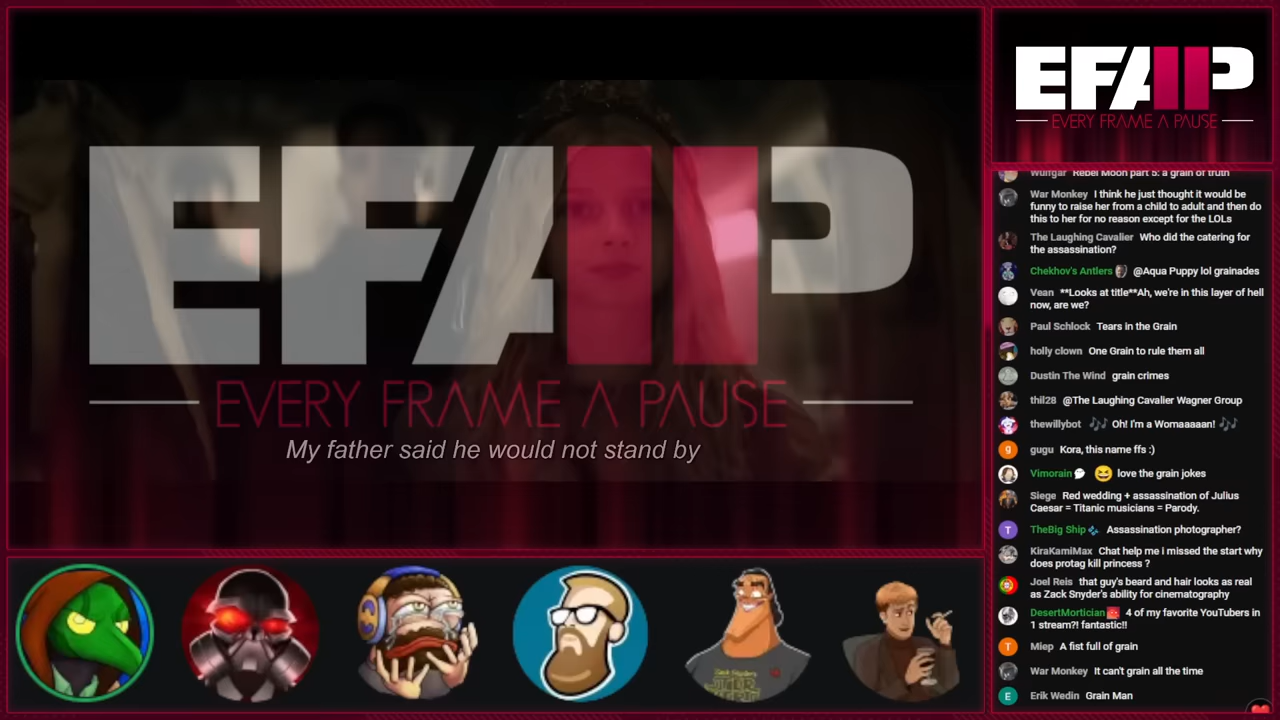 EFAP
EVERY FRAME A PAUSE
My father said he would not stand by
Zack Snyder's
EFAP
EVERY FRAME A PAUSE
Wulfgar Rebel Moon part 5: a grain of truth
War Monkey I think he just thought it would be
funny to raise her from a child to adult and then do
this to her for no reason except for the LOLs
The Laughing Cavalier Who did the catering for
the assassination?
Chekhov's Antlers @Aqua Puppy lol grainades
Vean **Looks at title**Ah, we're in this layer of hell
now, are we?
Paul Schlock Tears in the Grain
holly clown One Grain to rule them all
Dustin The Wind grain crimes
thil28 @The Laughing Cavalier Wagner Group
thewillybot 🎶 Oh! I'm a Womaaaaan! 🎶
g
gugu Kora, this name ffs :)
Vimorain 😆 love the grain jokes
Siege Red wedding + assassination of Julius
Caesar = Titanic musicians = Parody.
T
TheBig Ship Assassination photographer?
KiraKamiMax Chat help me i missed the start why
does protag kill princess ?
Joel Reis that guy's beard and hair looks as real
as Zack Snyder's ability for cinematography
DesertMortician 4 of my favorite YouTubers in
1 stream?! fantastic!!
T
Miep A fist full of grain
War Monkey It can't grain all the time
E
Erik Wedin Grain Man